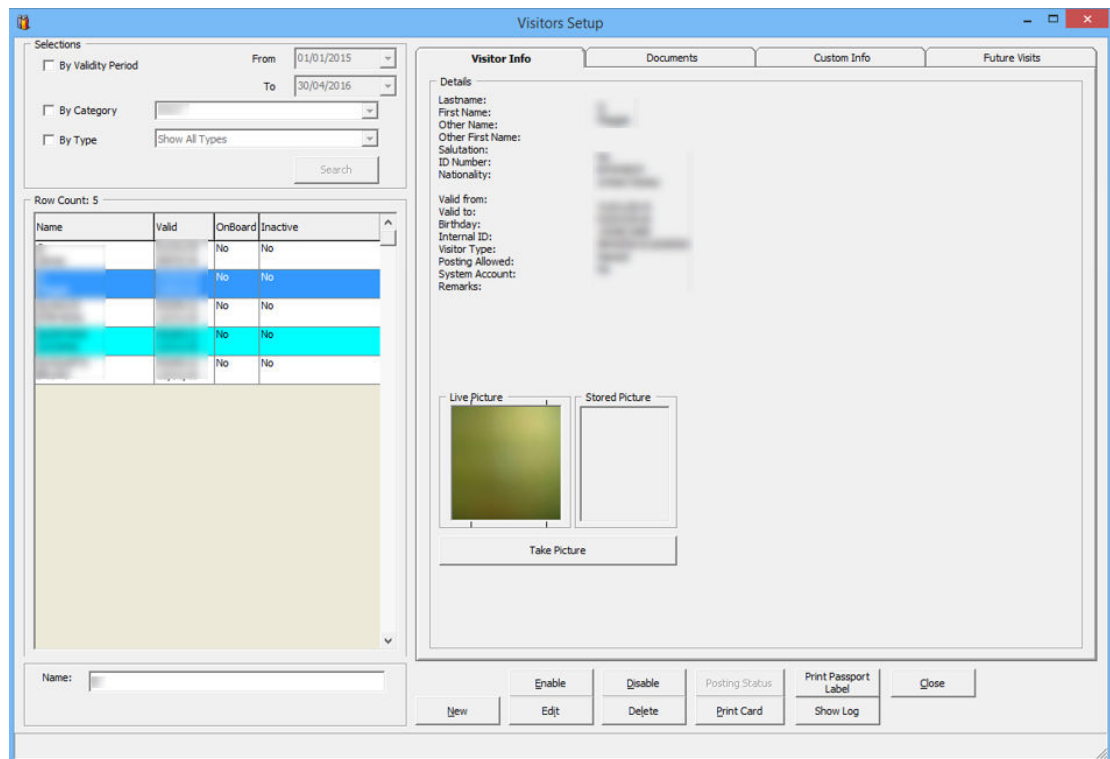 Visitors Setup
Selections
By Validity Period
From 01/01/2015
To 30/04/2016
By Category
By Type Show All Types
Search
Row Count: 5
Name Valid OnBoard Inactive
No No
No No
No No
No No
No No
Name:
Visitor Info Documents Custom Info Future Visits
Details
Lastname:
First Name:
Other Name:
Other First Name:
Salutation:
ID Number:
Nationality:
Valid from:
Valid to:
Birthday:
Internal ID:
Visitor Type:
Posting Allowed:
System Account:
Remarks:
Live Picture Stored Picture
Take Picture
Enable Disable Posting Status Print Passport Label Close
New Edit Delete Print Card Show Log